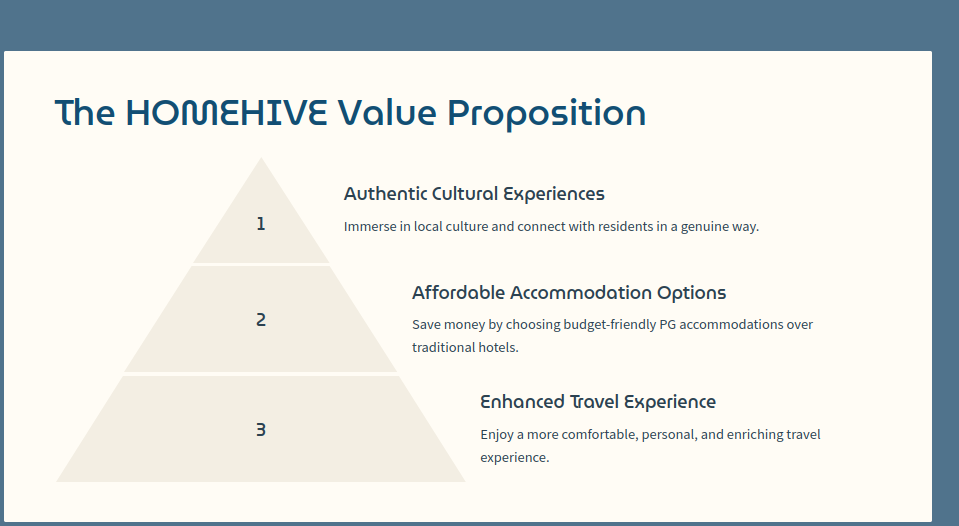 The HOMEHIVE Value Proposition
1
Authentic Cultural Experiences
Immerse in local culture and connect with residents in a genuine way.
2
Affordable Accommodation Options
Save money by choosing budget-friendly PG accommodations over
traditional hotels.
3
Enhanced Travel Experience
Enjoy a more comfortable, personal, and enriching travel
experience.